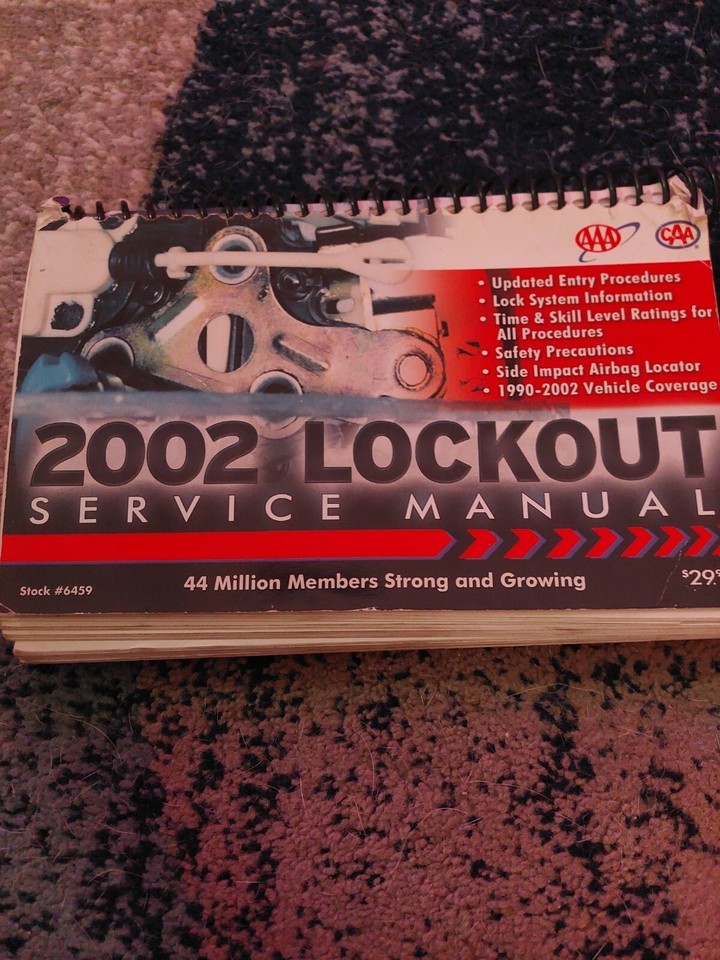 AAA CAA
• Updated Entry Procedures
• Lock System Information
• Time & Skill Level Ratings for
All Procedures
• Safety Precautions
• Side Impact Airbag Locator
• 1990-2002 Vehicle Coverage
2002 LOCKOUT
SERVICE MANUAL
Stock #6459 44 Million Members Strong and Growing $29